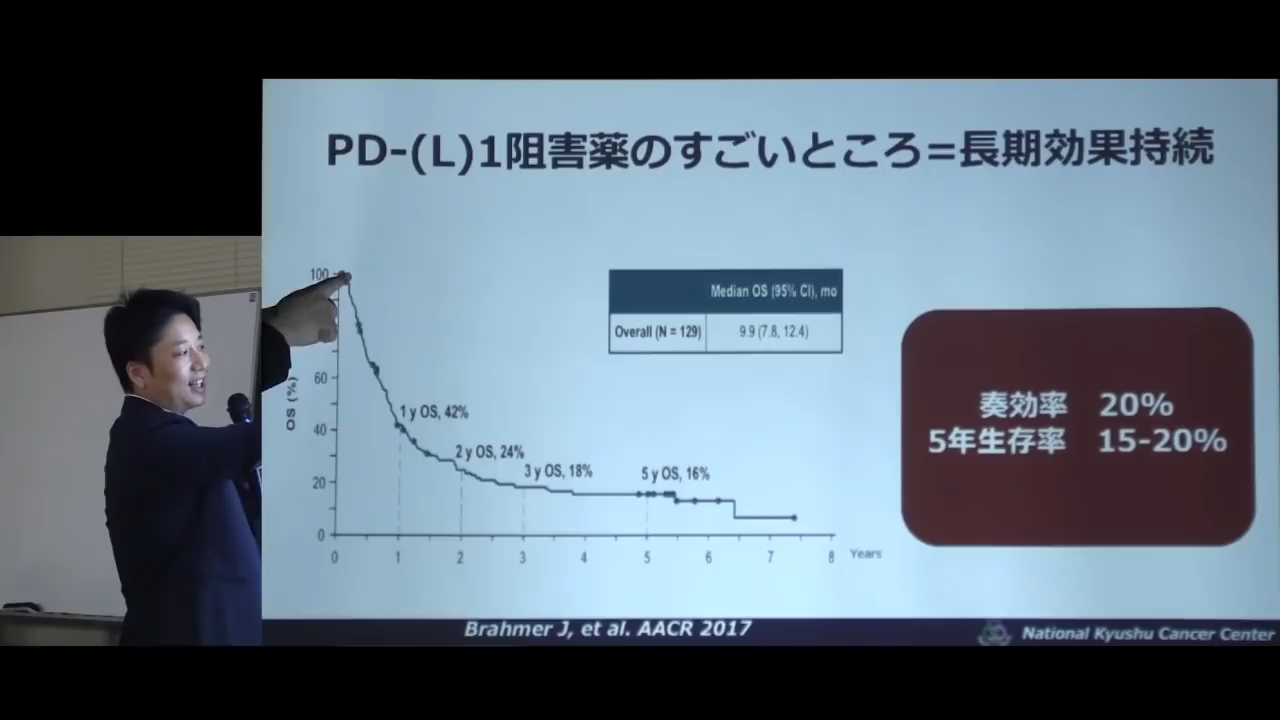 PD-(L)1阻害薬のすごいところ=長期効果持続
100
60
40
20
0
OS (%)
1 y OS, 42%
2 y OS, 24%
3 y OS, 18%
5 y OS, 16%
0 1 2 3 4 5 6 7 8 Years
Median OS (95% CI), mo
Overall (N = 129) 9.9 (7.8, 12.4)
奏効率 20%
5年生存率 15-20%
Brahmer J, et al. AACR 2017
National Kyushu Cancer Center